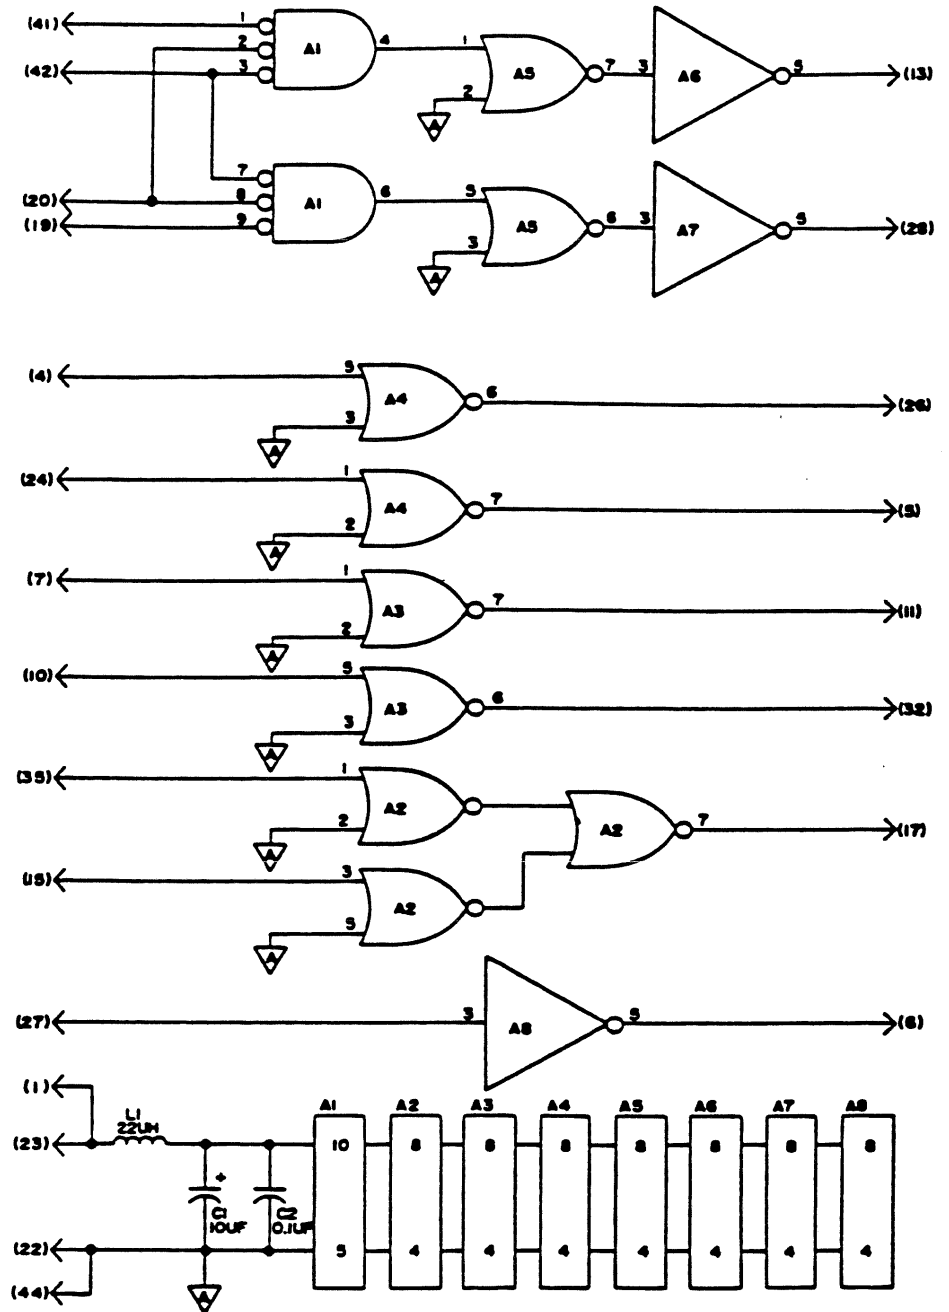 (41) 1 4 1 7 3 5 (13)
2 A1 A5 A6
(42) 3 2
A
7 6 5 6 3 5
(20) 8 A1 A5 A7 (28)
(19) 9 3
A
(4) 5 A4 6 (26)
3
A
(24) 1 A4 7 (5)
2
A
(7) 1 A3 7 (11)
2
A
(10) 5 A3 6 (32)
3
A
(35) 1 A2
2 A2 7 (17)
A
(15) 3 A2
5
A
(27) 3 A8 5 (6)
(1)
A1 A2 A3 A4 A5 A6 A7 A8
L1
22UH
(23) 10 8 8 8 8 8 8 8
+
C1 C2
10UF 0.1UF
(22) 5 4 4 4 4 4 4 4
(44) A